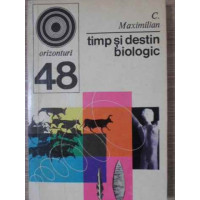 C.
Maximilian
timp și destin
biologic
orizonturi
48